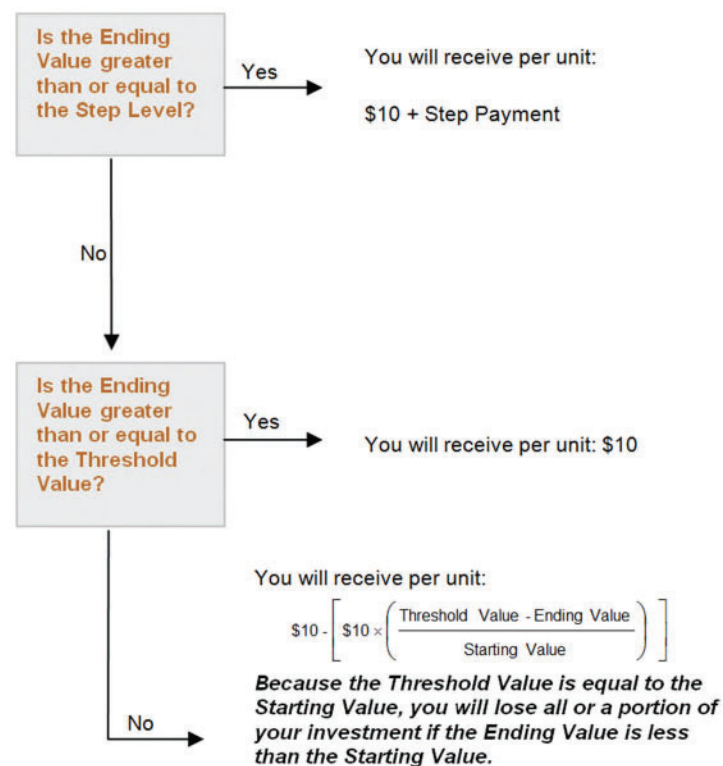 Is the Ending
Value greater
than or equal to
the Step Level?
Yes
You will receive per unit:
$10 + Step Payment
No
Is the Ending
Value greater
than or equal to
the Threshold
Value?
Yes
You will receive per unit: $10
You will receive per unit:
$10 - [ $10 × ( Threshold Value - Ending Value / Starting Value ) ]
Because the Threshold Value is equal to the
Starting Value, you will lose all or a portion of
your investment if the Ending Value is less
than the Starting Value.
No